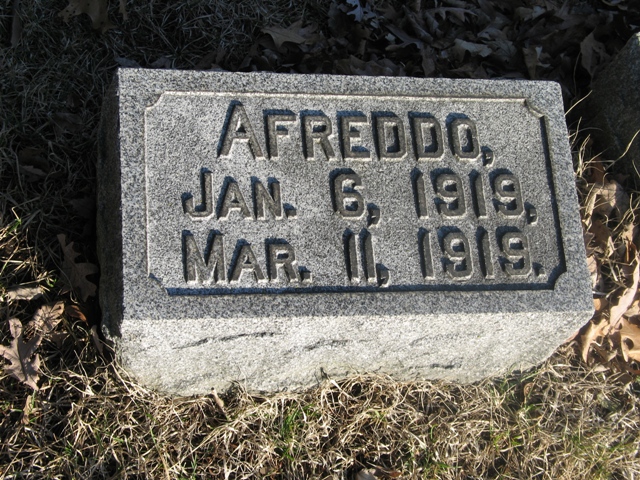 AFREDDO,
JAN. 6, 1919,
MAR. 11, 1919.